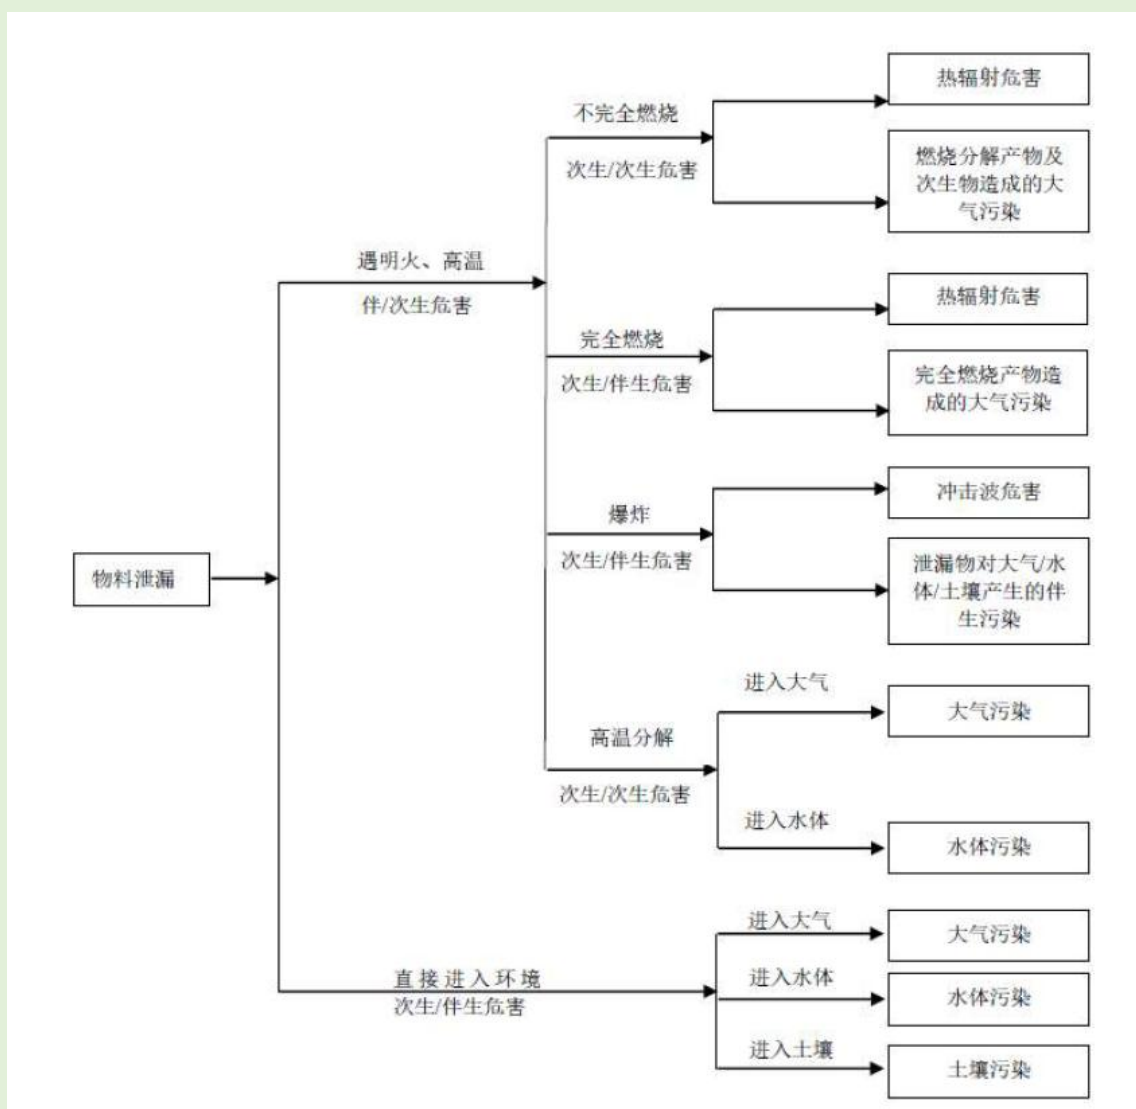 热辐射危害
不完全燃烧
次生/次生危害
燃烧分解产物及
次生物造成的大
气污染
遇明火、高温
伴/次生危害
热辐射危害
完全燃烧
次生/伴生危害
完全燃烧产物造
成的大气污染
冲击波危害
爆炸
次生/伴生危害
泄漏物对大气/水
体/土壤产生的伴
生污染
物料泄漏
进入大气
大气污染
高温分解
次生/次生危害
进入水体
水体污染
进入大气
大气污染
直接进入环境
次生/伴生危害
进入水体
水体污染
进入土壤
土壤污染